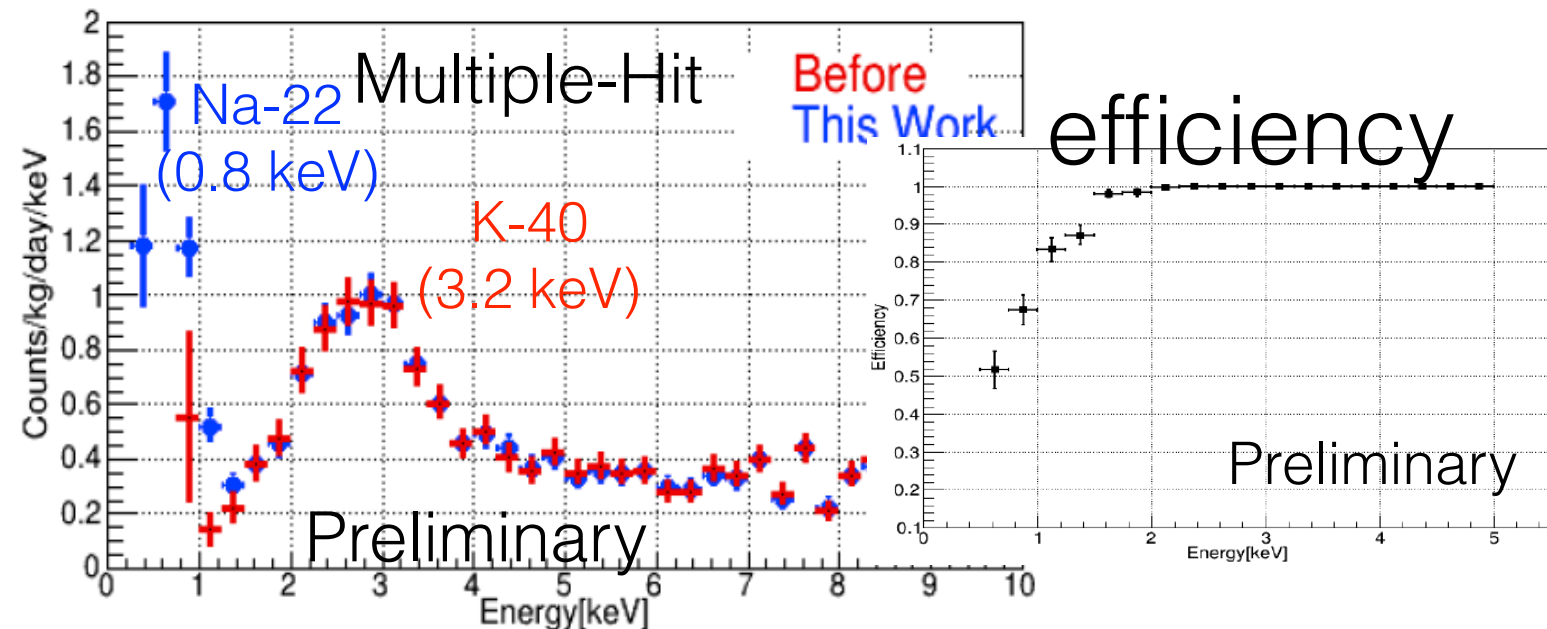 Multiple-Hit
Before
This Work
Na-22
(0.8 keV)
K-40
(3.2 keV)
Preliminary
Counts/kg/day/keV
2
1.8
1.6
1.4
1.2
1
0.8
0.6
0.4
0.2
0
0 1 2 3 4 5 6 7 8 9 10
Energy[keV]
efficiency
Efficiency
1.1
1
0.9
0.8
0.7
0.6
0.5
0.4
0.3
0.2
0.1
Preliminary
0 1 2 3 4 5
Energy[keV]